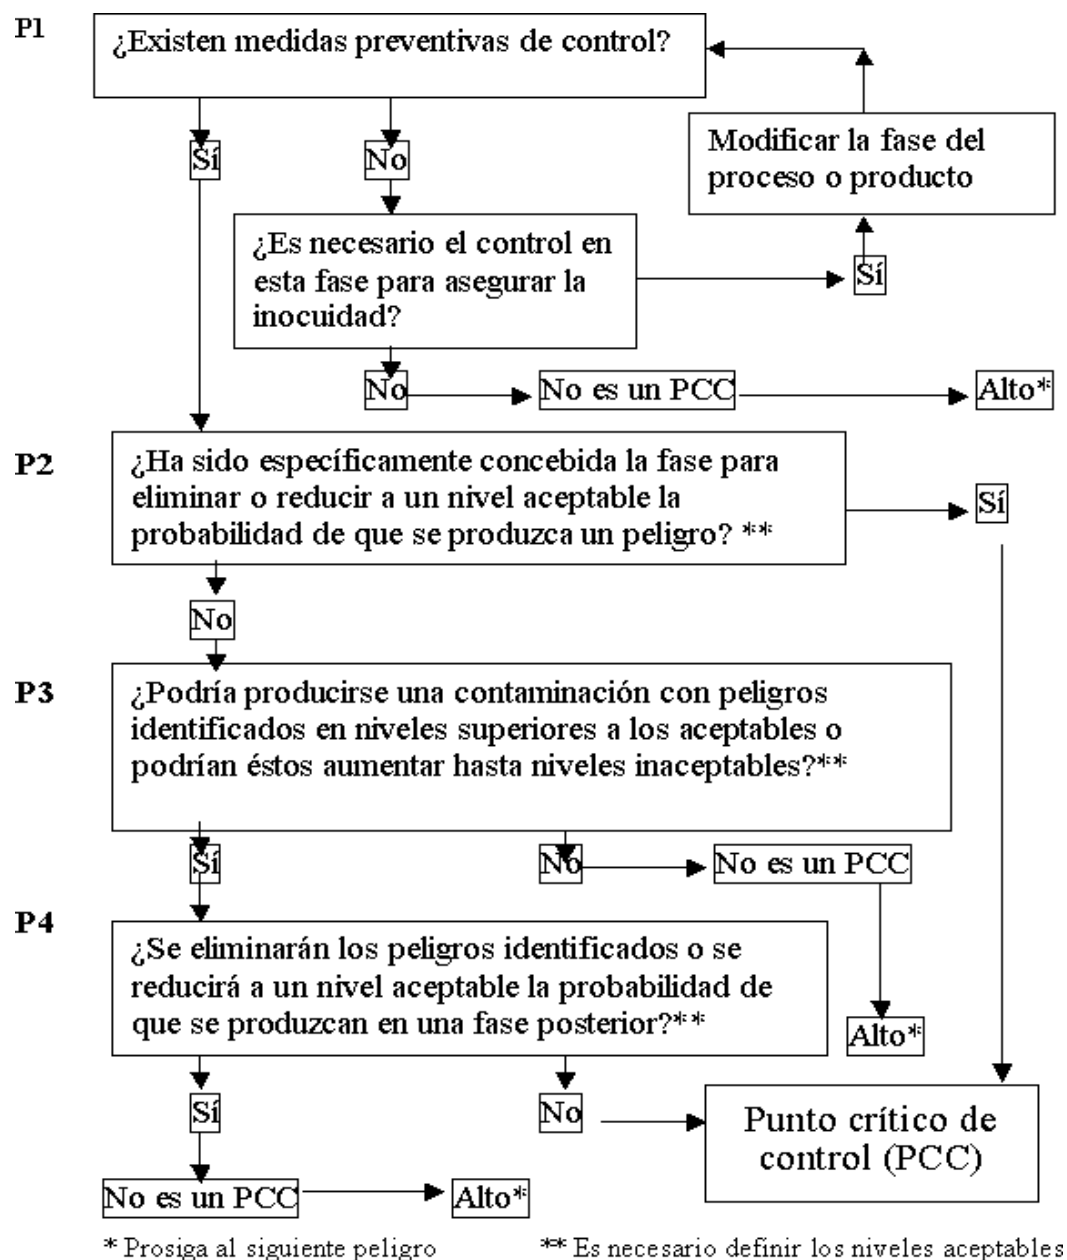 P1
¿Existen medidas preventivas de control?
Modificar la fase del
proceso o producto
Sí
No
¿Es necesario el control en
esta fase para asegurar la
inocuidad?
Sí
No
No es un PCC
Alto*
P2
¿Ha sido específicamente concebida la fase para
eliminar o reducir a un nivel aceptable la
probabilidad de que se produzca un peligro? **
Sí
No
P3
¿Podría producirse una contaminación con peligros
identificados en niveles superiores a los aceptables o
podrían éstos aumentar hasta niveles inaceptables?**
Sí
No
No es un PCC
P4
¿Se eliminarán los peligros identificados o se
reducirá a un nivel aceptable la probabilidad de
que se produzcan en una fase posterior?**
Alto*
Sí
No
Punto crítico de
control (PCC)
No es un PCC
Alto*
* Prosiga al siguiente peligro
** Es necesario definir los niveles aceptables